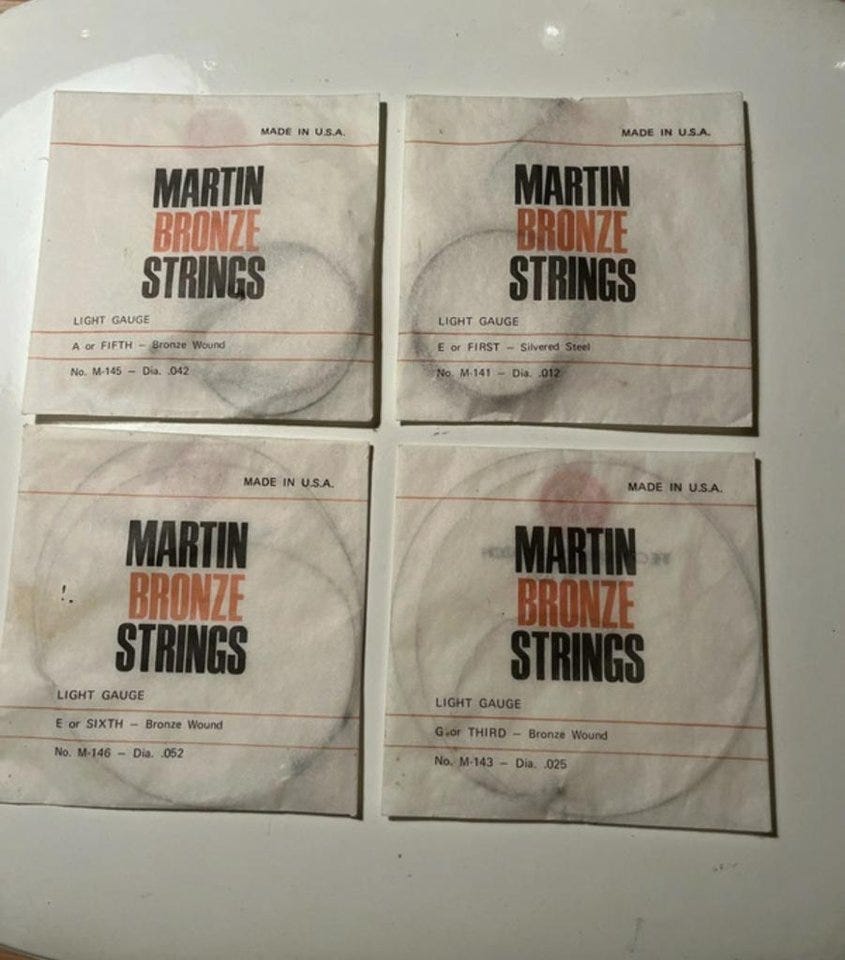 MADE IN U.S.A.
MARTIN
BRONZE
STRINGS
LIGHT GAUGE
A or FIFTH — Bronze Wound
No. M-145 — Dia. .042
MADE IN U.S.A.
MARTIN
BRONZE
STRINGS
LIGHT GAUGE
E or FIRST — Silvered Steel
No. M-141 — Dia. .012
MADE IN U.S.A.
MARTIN
BRONZE
STRINGS
LIGHT GAUGE
E or SIXTH — Bronze Wound
No. M-146 — Dia. .052
MADE IN U.S.A.
MARTIN
BRONZE
STRINGS
LIGHT GAUGE
G or THIRD — Bronze Wound
No. M-143 — Dia. .025